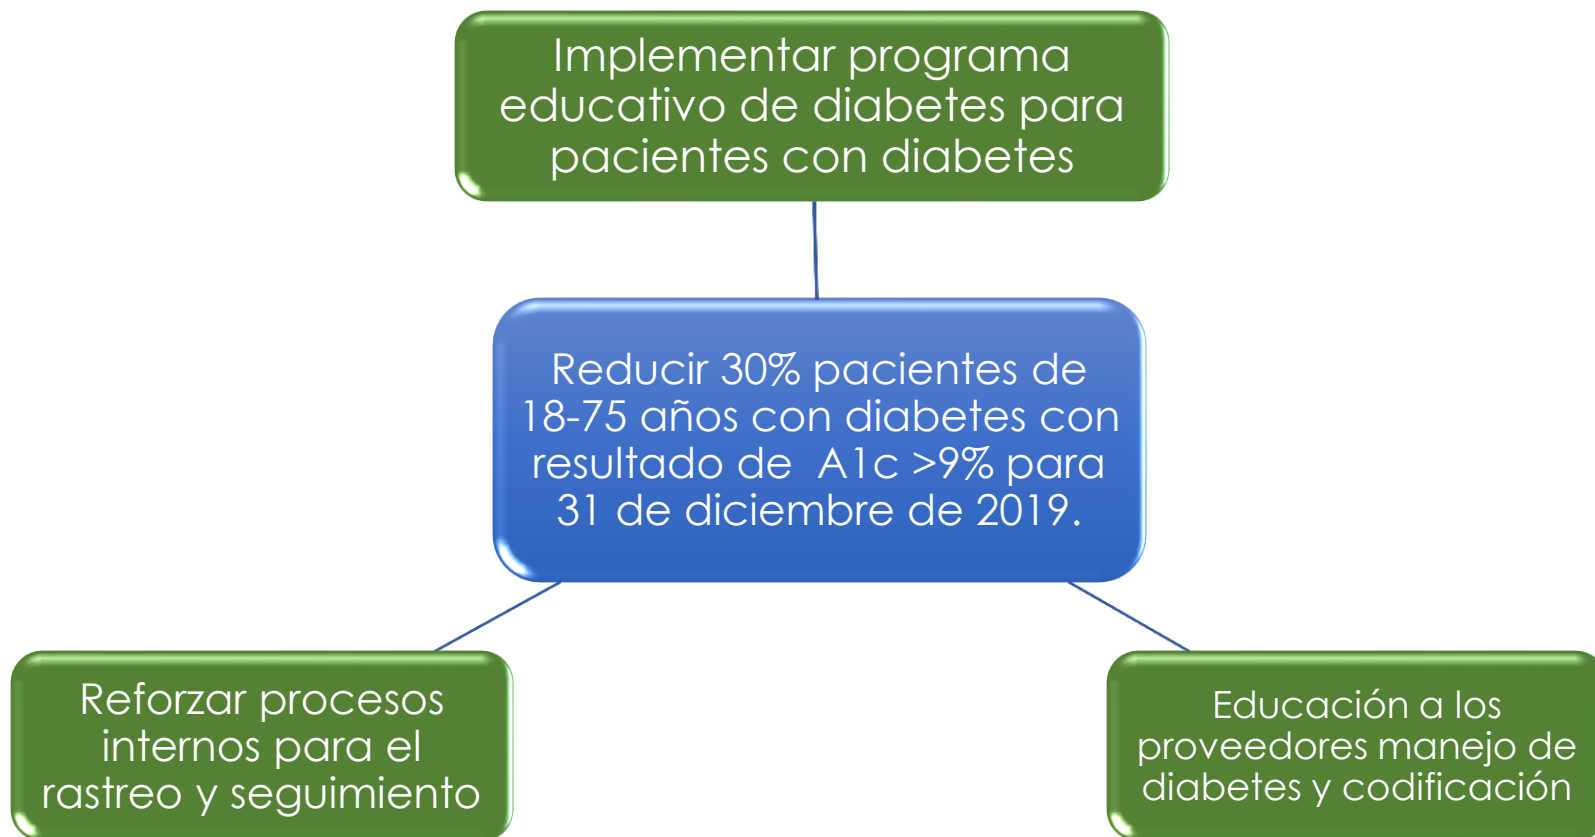 Implementar programa
educativo de diabetes para
pacientes con diabetes
Reducir 30% pacientes de
18-75 años con diabetes con
resultado de  A1c >9% para
31 de diciembre de 2019.
Reforzar procesos
internos para el
rastreo y seguimiento
Educación a los
proveedores manejo de
diabetes y codificación